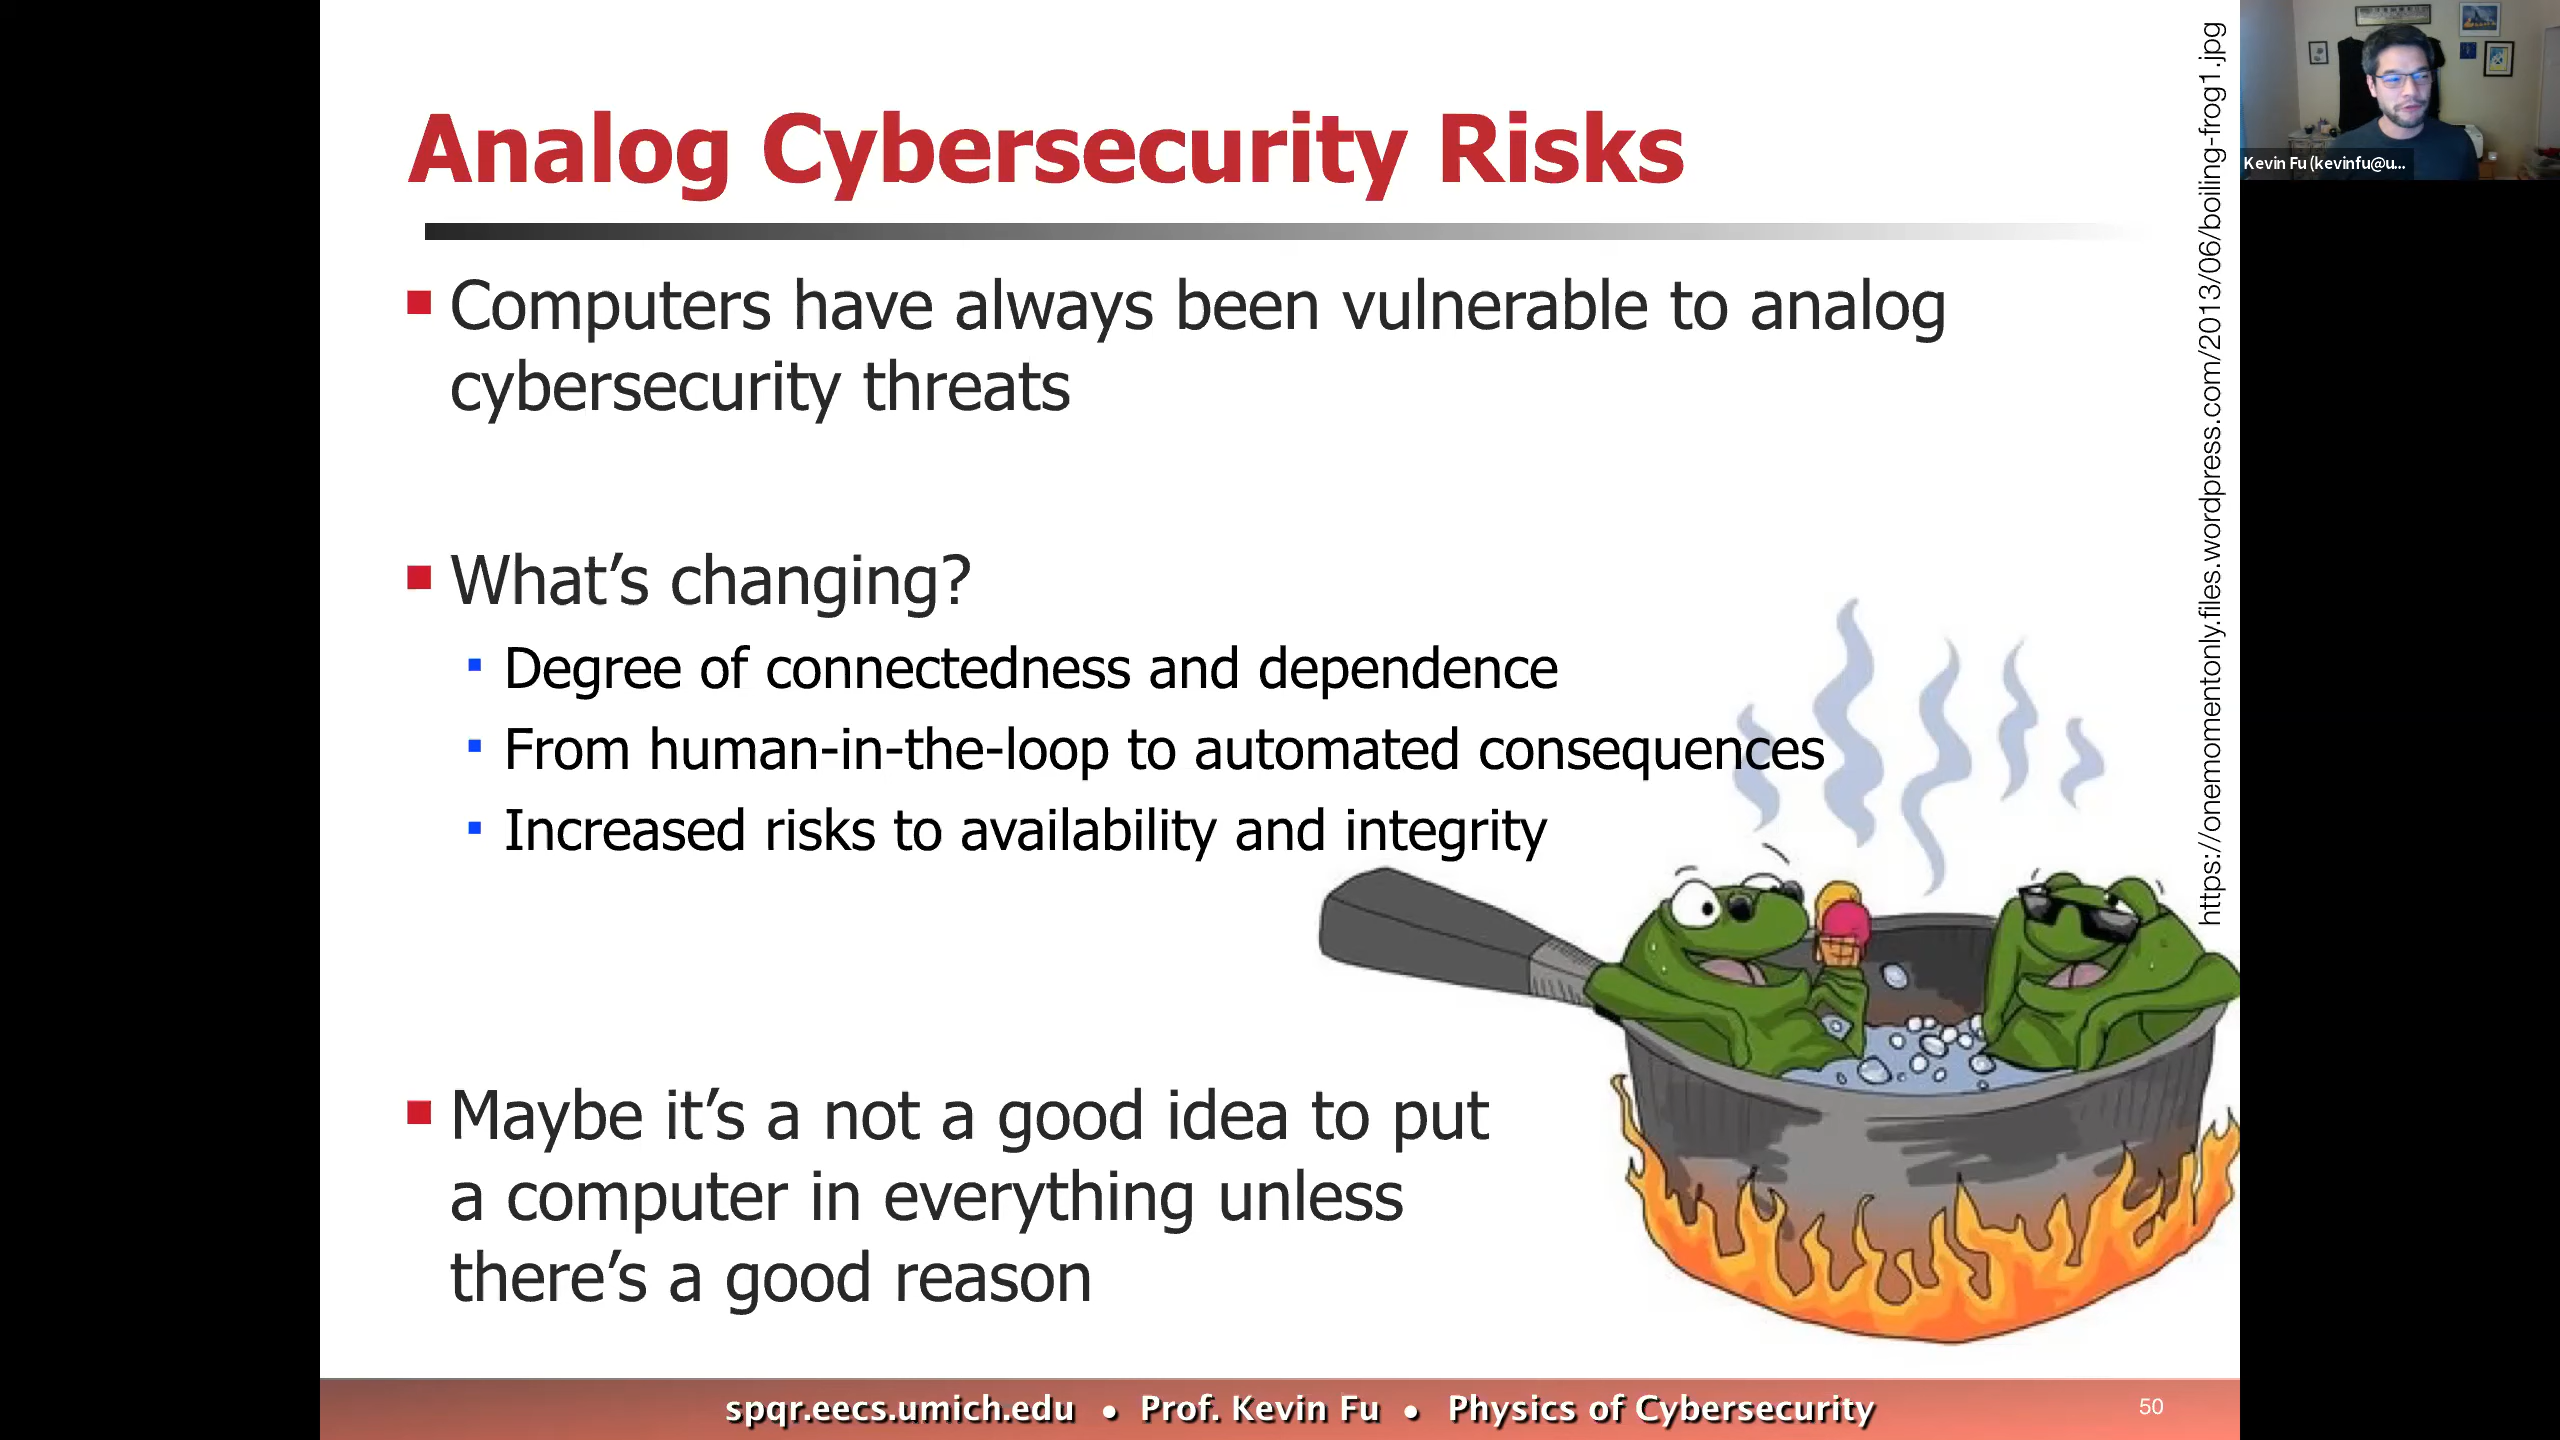 Analog Cybersecurity Risks
Computers have always been vulnerable to analog
cybersecurity threats
What's changing?
Degree of connectedness and dependence
From human-in-the-loop to automated consequences
Increased risks to availability and integrity
Maybe it's a not a good idea to put
a computer in everything unless
there's a good reason
https://onemomentonly.files.wordpress.com/2013/06/boiling-frog1.jpg
spqr.eecs.umich.edu • Prof. Kevin Fu • Physics of Cybersecurity
50
Kevin Fu (kevinfu@u...